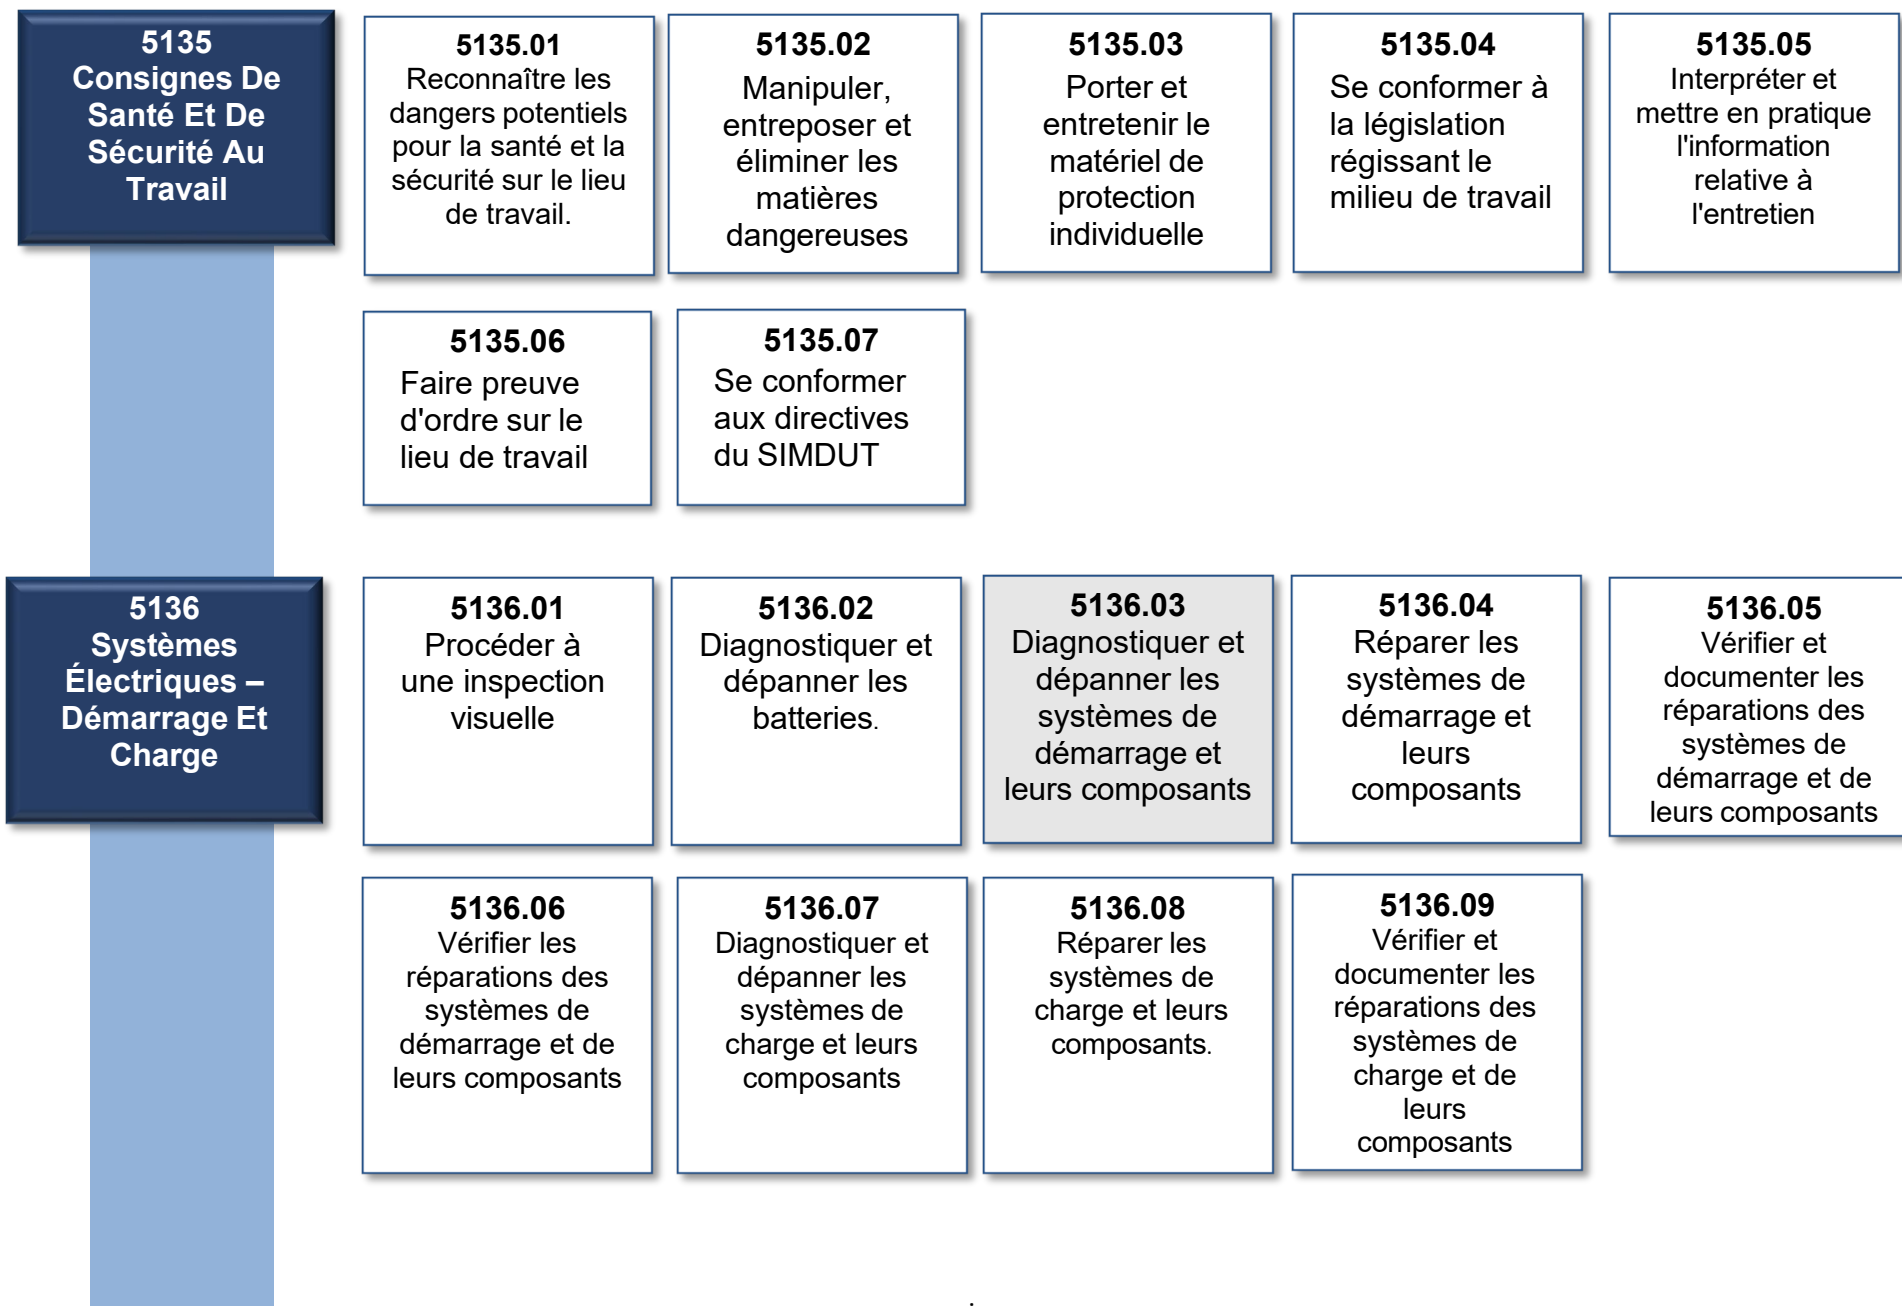 5135
Consignes De
Santé Et De
Sécurité Au
Travail
5135.01
Reconnaître les
dangers potentiels
pour la santé et la
sécurité sur le lieu
de travail.
5135.02
Manipuler,
entreposer et
éliminer les
matières
dangereuses
5135.03
Porter et
entretenir le
matériel de
protection
individuelle
5135.04
Se conformer à
la législation
régissant le
milieu de travail
5135.05
Interpréter et
mettre en pratique
l'information
relative à
l'entretien
5135.06
Faire preuve
d'ordre sur le
lieu de travail
5135.07
Se conformer
aux directives
du SIMDUT
5136
Systèmes
Électriques –
Démarrage Et
Charge
5136.01
Procéder à
une inspection
visuelle
5136.02
Diagnostiquer et
dépanner les
batteries.
5136.03
Diagnostiquer et
dépanner les
systèmes de
démarrage et
leurs composants
5136.04
Réparer les
systèmes de
démarrage et
leurs
composants
5136.05
Vérifier et
documenter les
réparations des
systèmes de
démarrage et de
leurs composants
5136.06
Vérifier les
réparations des
systèmes de
démarrage et de
leurs composants
5136.07
Diagnostiquer et
dépanner les
systèmes de
charge et leurs
composants
5136.08
Réparer les
systèmes de
charge et leurs
composants.
5136.09
Vérifier et
documenter les
réparations des
systèmes de
charge et de
leurs
composants